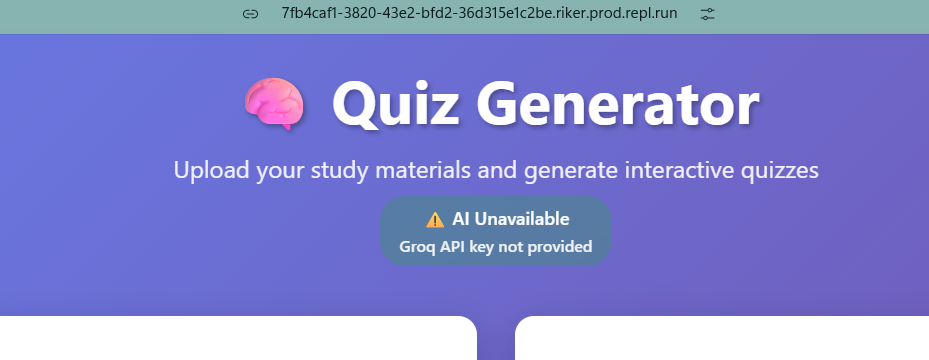 7fb4caf1-3820-43e2-bfd2-36d315e1c2be.riker.prod.repl.run
Quiz Generator
Upload your study materials and generate interactive quizzes
AI Unavailable
Groq API key not provided